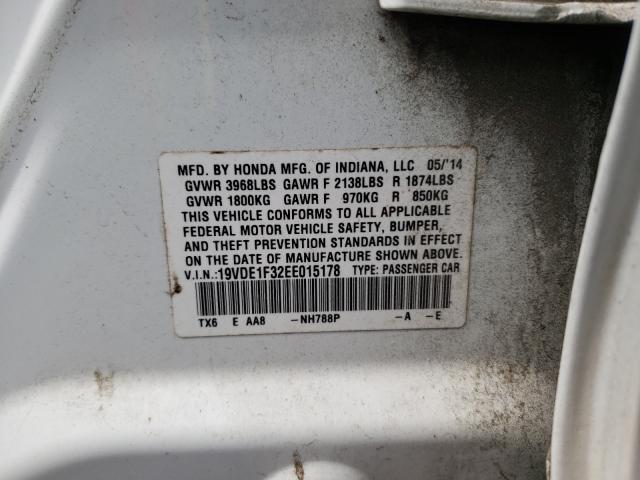 MFD. BY HONDA MFG. OF INDIANA, LLC 05/'14
GVWR 3968LBS GAWR F 2138LBS R 1874LBS
GVWR 1800KG GAWR F 970KG R 850KG
THIS VEHICLE CONFORMS TO ALL APPLICABLE
FEDERAL MOTOR VEHICLE SAFETY, BUMPER,
AND THEFT PREVENTION STANDARDS IN EFFECT
ON THE DATE OF MANUFACTURE SHOWN ABOVE.
V.I.N.:19VDE1F32EE015178 TYPE: PASSENGER CAR
TX6 E AA8 -NH788P -A -E